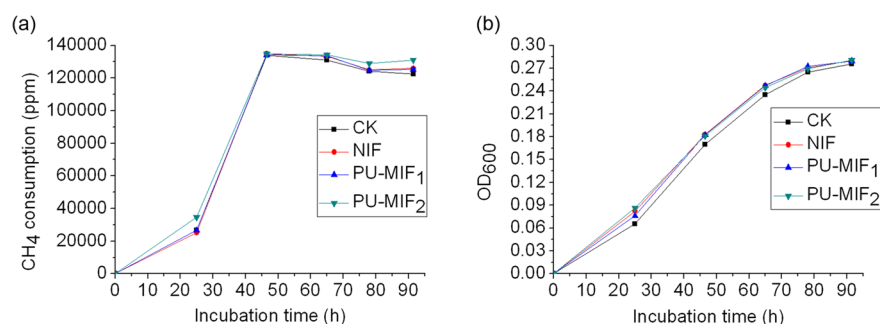 (a)
CH4 consumption (ppm)
140000
120000
100000
80000
60000
40000
20000
0
0 10 20 30 40 50 60 70 80 90
Incubation time (h)
CK
NIF
PU-MIF1
PU-MIF2
(b)
OD600
0.30
0.27
0.24
0.21
0.18
0.15
0.12
0.09
0.06
0.03
0.00
0 10 20 30 40 50 60 70 80 90
Incubation time (h)
CK
NIF
PU-MIF1
PU-MIF2